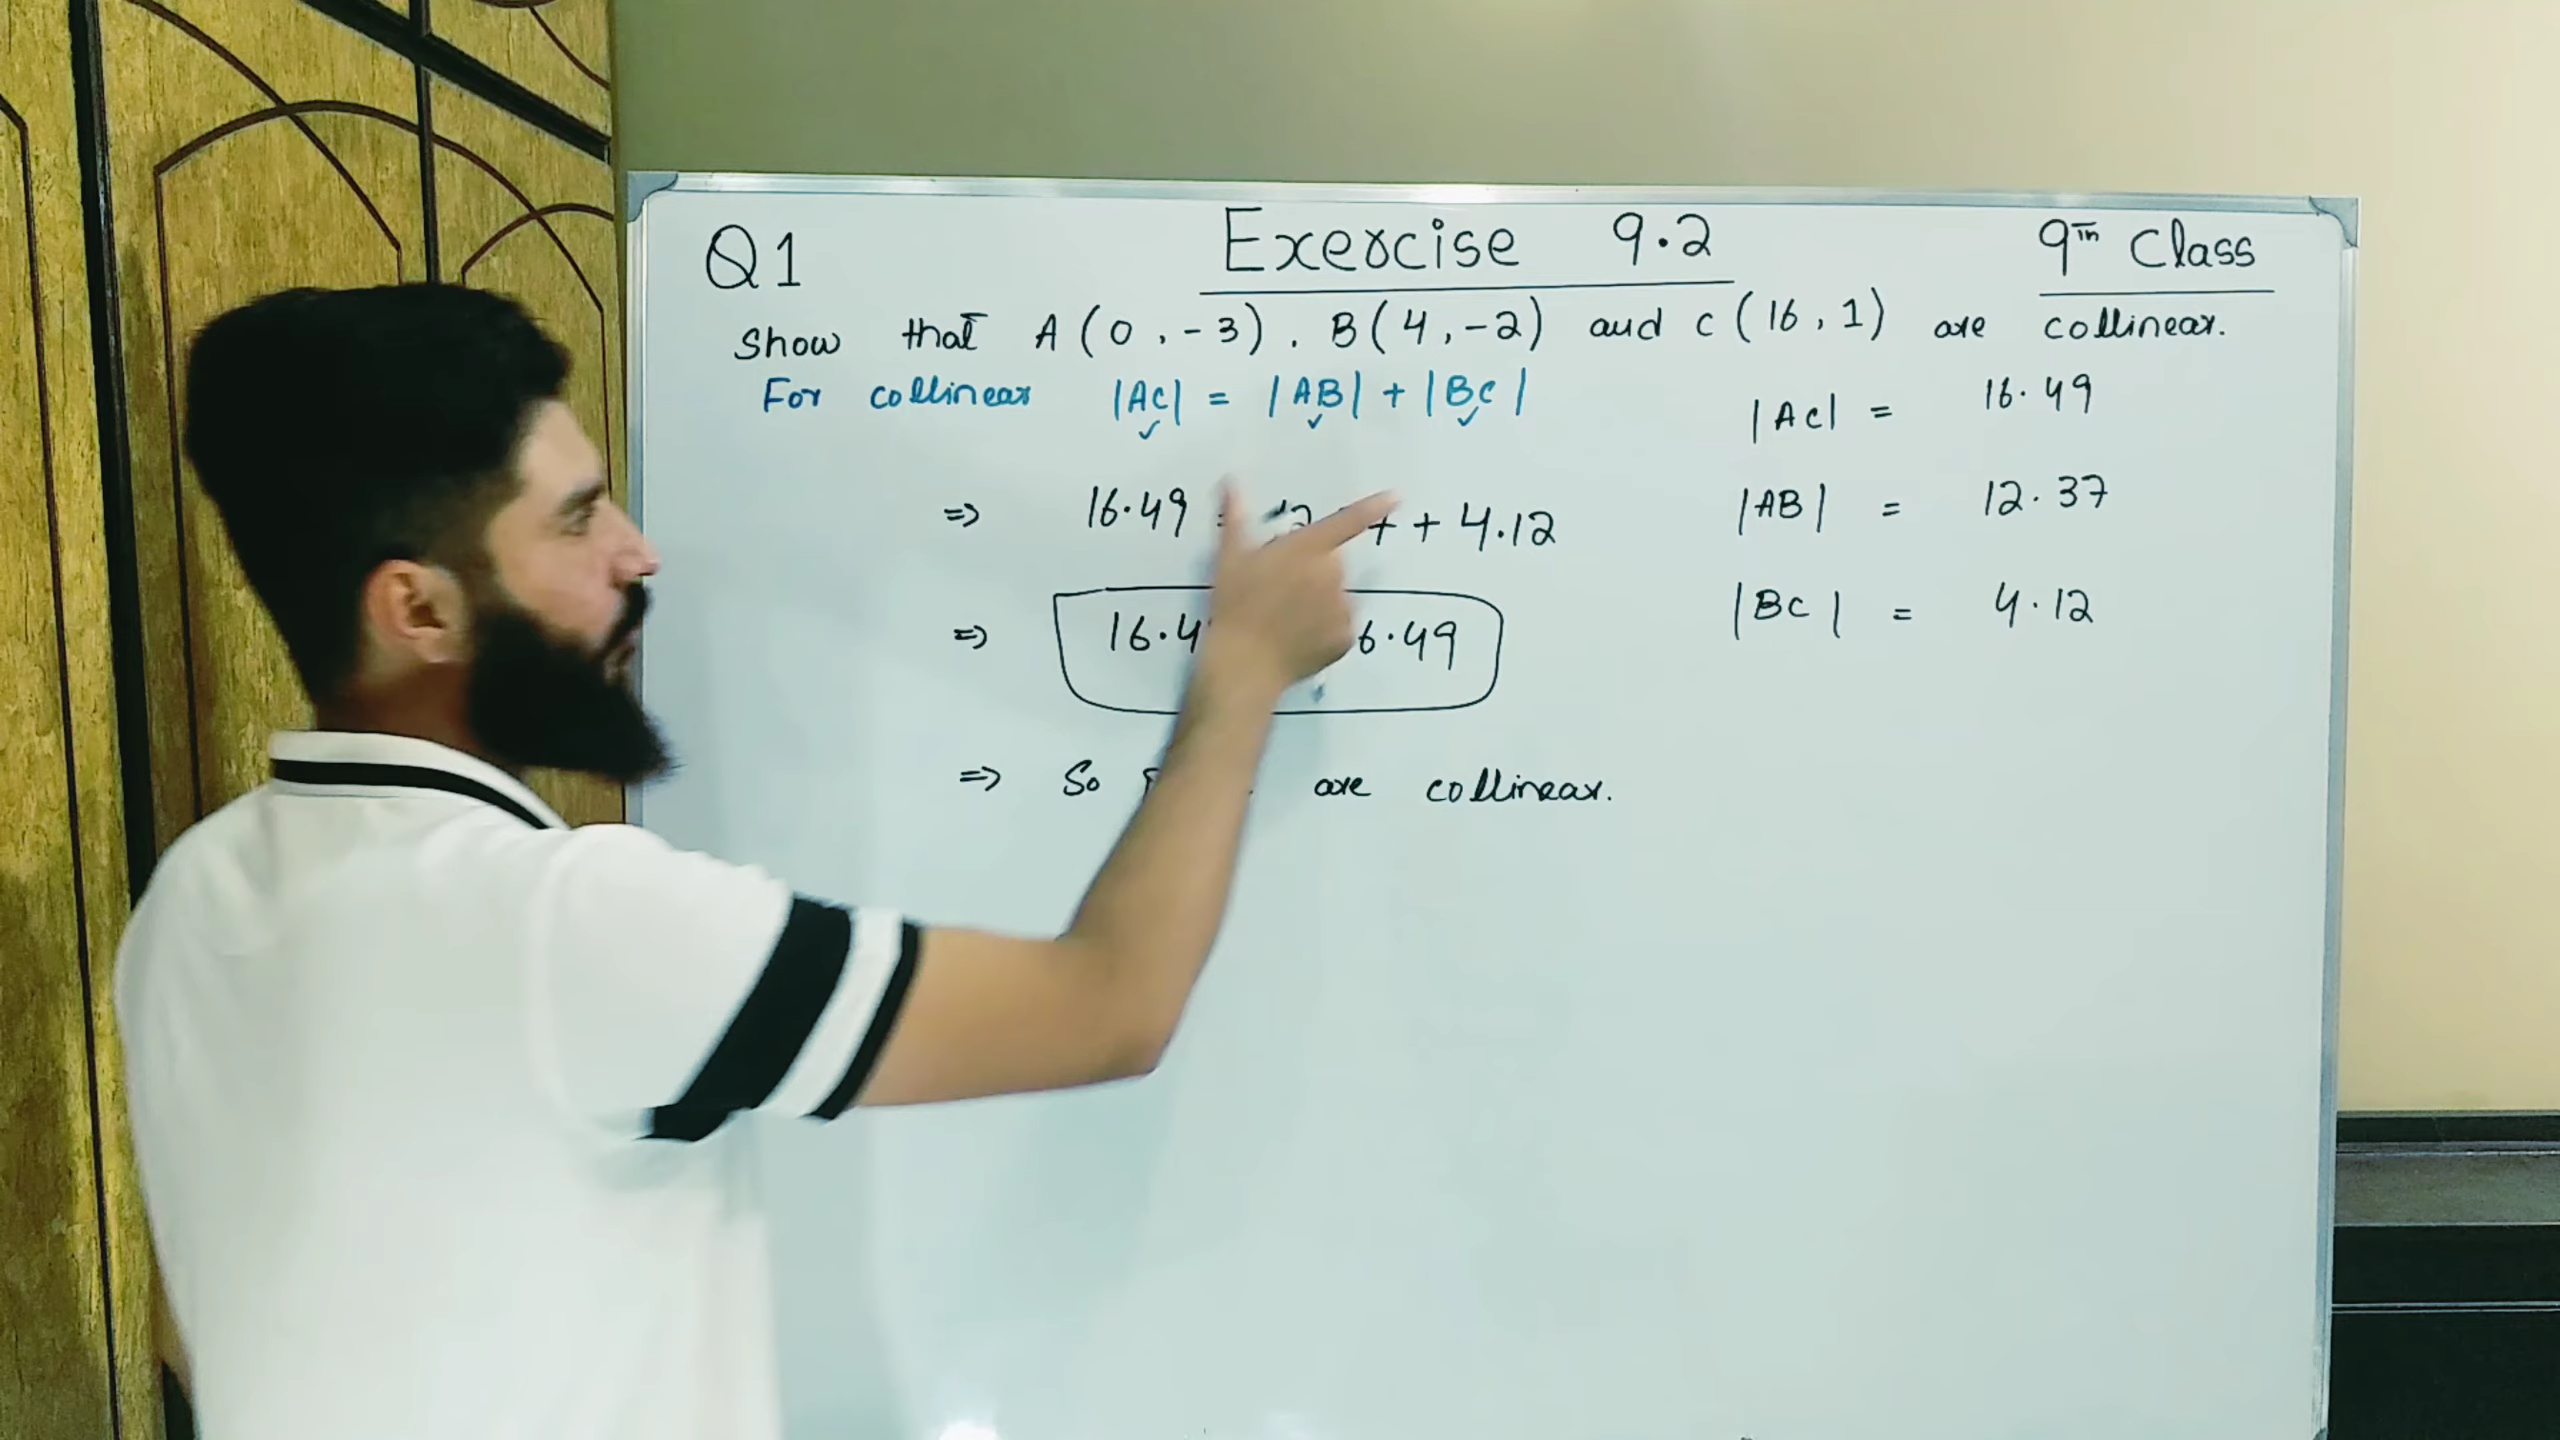 Q1 Exercise 9.2 9th Class
Show that A(0,-3). B(4,-2) and C(16,1) are collinear.
For collinear |AC| = |AB| + |BC|
|AC| = 16.49
⇒ 16.49 + 4.12
|AB| = 12.37
⇒ 16.4 6.49
|BC| = 4.12
⇒ So are collinear.